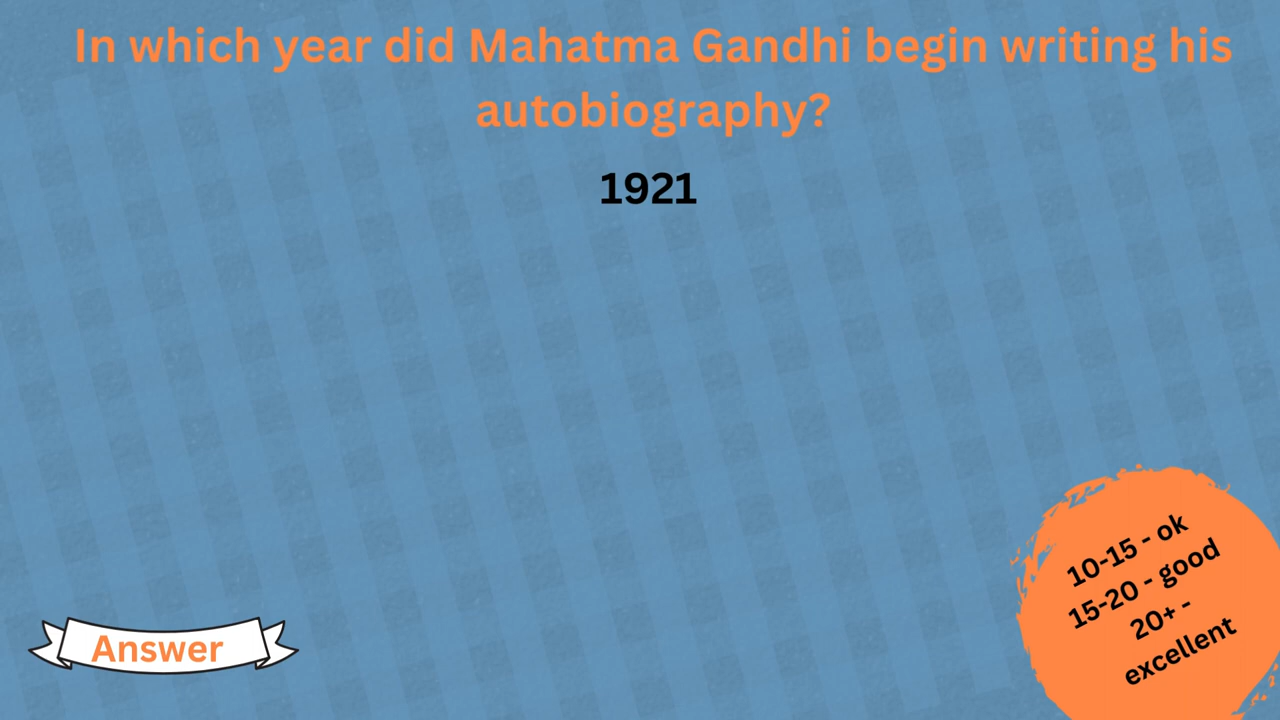 In which year did Mahatma Gandhi begin writing his
autobiography?
1921
Answer
10-15 - ok
15-20 - good
20+ -
excellent